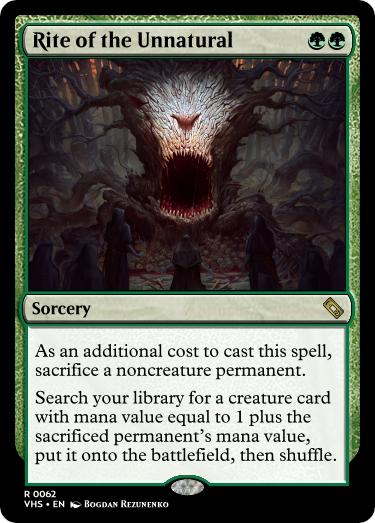 Rite of the Unnatural
Sorcery
As an additional cost to cast this spell,
sacrifice a noncreature permanent.
Search your library for a creature card
with mana value equal to 1 plus the
sacrificed permanent's mana value,
put it onto the battlefield, then shuffle.
R 0062
VHS • EN Bogdan Rezunenko